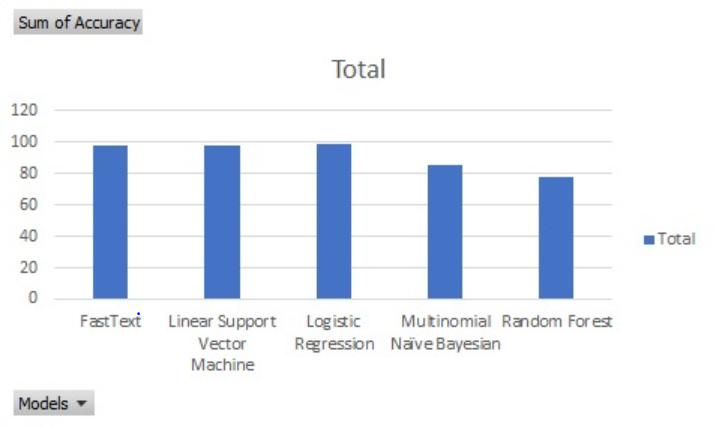 Sum of Accuracy
Total
120
100
80
60
40
20
0
FastText
Linear Support
Vector
Machine
Logistic
Regression
Multinomial
Naïve Bayesian
Random Forest
Total
Models